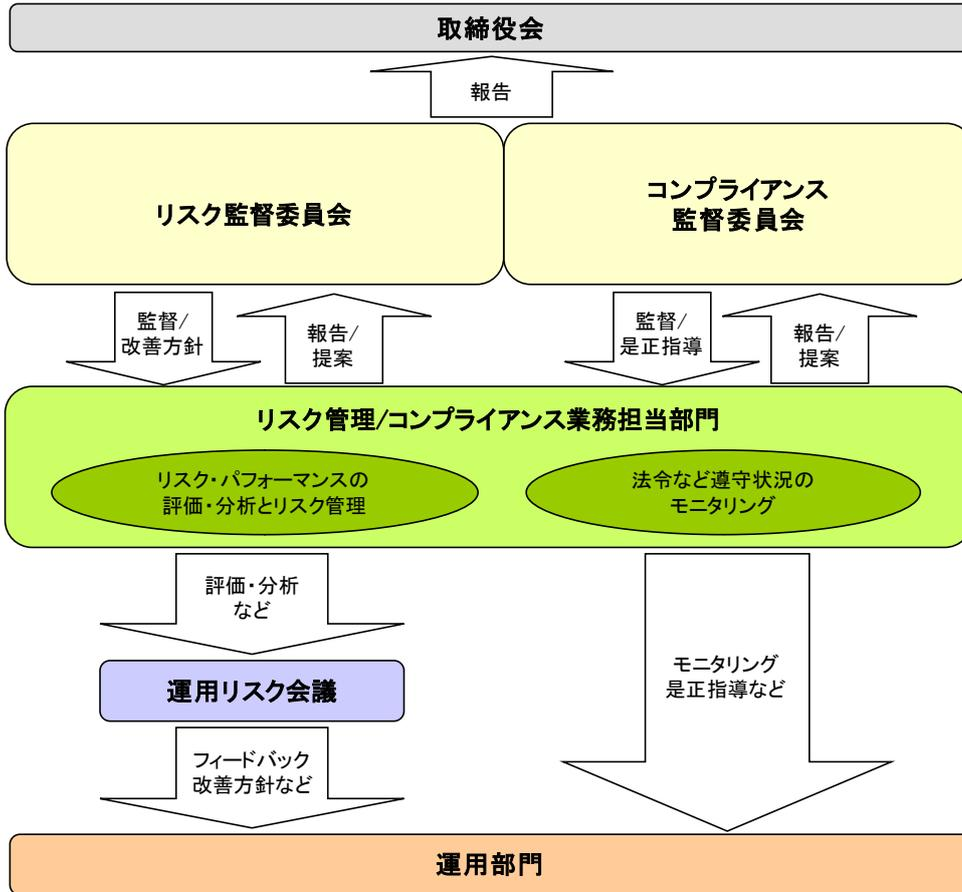 取締役会
報告
リスク監督委員会
コンプライアンス
監督委員会
監督/
改善方針
報告/
提案
監督/
是正指導
報告/
提案
リスク管理/コンプライアンス業務担当部門
リスク・パフォーマンスの
評価・分析とリスク管理
法令など遵守状況の
モニタリング
評価・分析
など
運用リスク会議
フィードバック
改善方針など
モニタリング
是正指導など
運用部門